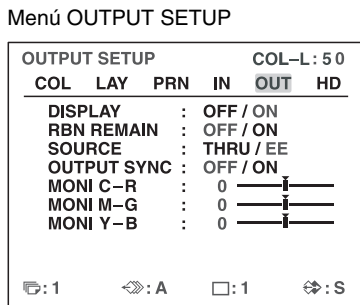 Menú OUTPUT SETUP
OUTPUT SETUP COL–L:50
COL LAY PRN IN OUT HD
DISPLAY : OFF / ON
RBN REMAIN : OFF / ON
SOURCE : THRU / EE
OUTPUT SYNC : OFF / ON
MONI C–R : 0
MONI M–G : 0
MONI Y–B : 0
:1 :A :1 :S